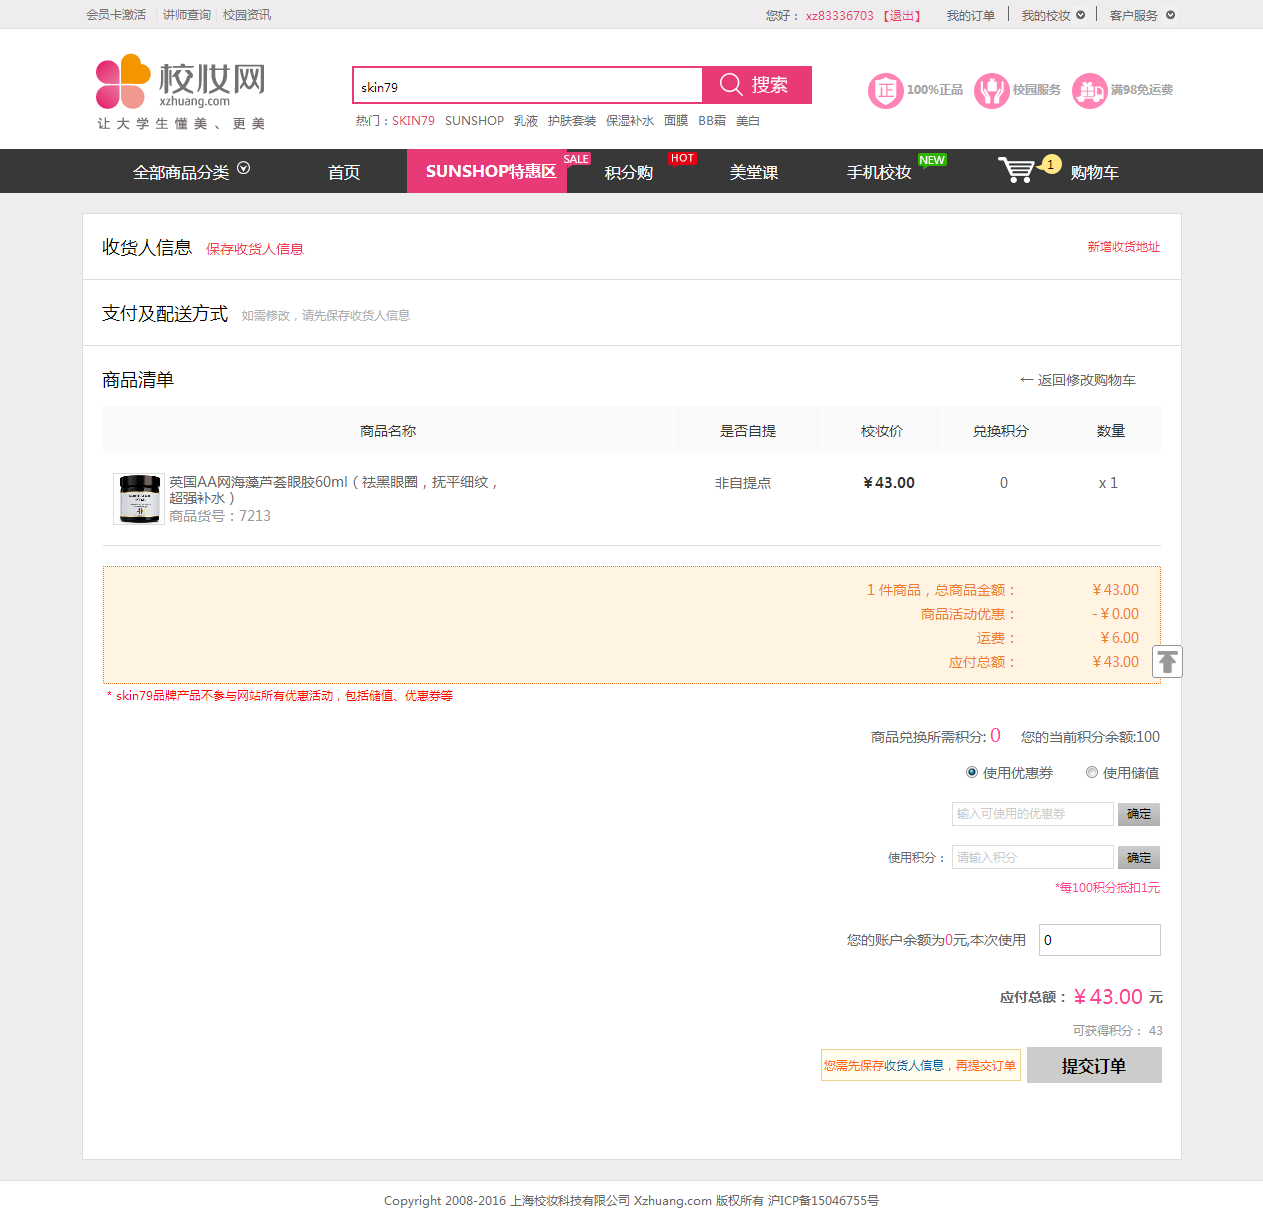 会员卡激活 讲师查询 校园资讯 您好： xz83336703 【退出】 我的订单 我的校妆 客户服务
校妆网
xzhuang.com
让大学生懂美、更美
skin79 搜索
热门：SKIN79 SUNSHOP 乳液 护肤套装 保湿补水 面膜 BB霜 美白
100%正品 校园服务 满98免运费
正
全部商品分类 首页 SUNSHOP特惠区 SALE 积分购 HOT 美堂课 手机校妆 NEW 1 购物车
收货人信息 保存收货人信息 新增收货地址
支付及配送方式 如需修改，请先保存收货人信息
商品清单 ← 返回修改购物车
商品名称 是否自提 校妆价 兑换积分 数量
英国AA网海藻芦荟眼胶60ml（祛黑眼圈，抚平细纹， 非自提点 ￥43.00 0 x 1
超强补水）
商品货号：7213
1 件商品，总商品金额： ￥43.00
商品活动优惠： -￥0.00
运费： ￥6.00
应付总额： ￥43.00
* skin79品牌产品不参与网站所有优惠活动，包括储值、优惠券等
商品兑换所需积分: 0 您的当前积分余额:100
使用优惠券 使用储值
输入可使用的优惠券 确定
使用积分： 请输入积分 确定
*每100积分抵扣1元
您的账户余额为0元,本次使用 0
应付总额：￥43.00 元
可获得积分： 43
您需先保存收货人信息，再提交订单 提交订单
Copyright 2008-2016 上海校妆科技有限公司 Xzhuang.com 版权所有 沪ICP备15046755号